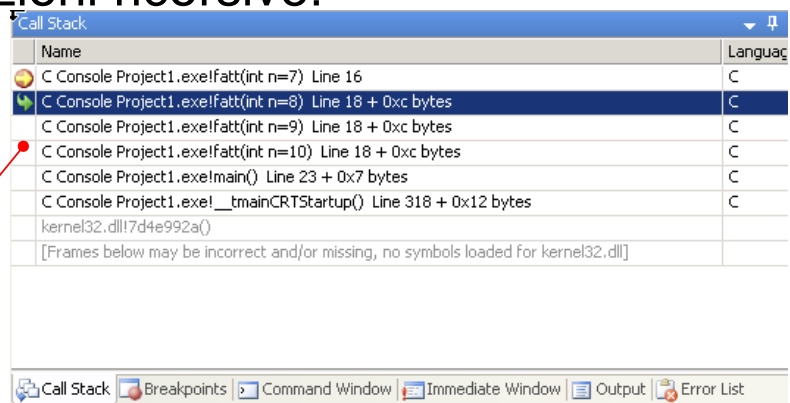 ricorsive:
Call Stack
Name Languag
C Console Project1.exe!fatt(int n=7) Line 16 C
C Console Project1.exe!fatt(int n=8) Line 18 + 0xc bytes C
C Console Project1.exe!fatt(int n=9) Line 18 + 0xc bytes C
C Console Project1.exe!fatt(int n=10) Line 18 + 0xc bytes C
C Console Project1.exe!main() Line 23 + 0x7 bytes C
C Console Project1.exe!__tmainCRTStartup() Line 318 + 0x12 bytes C
kernel32.dll!7d4e992a()
[Frames below may be incorrect and/or missing, no symbols loaded for kernel32.dll]
Call Stack Breakpoints Command Window Immediate Window Output Error List